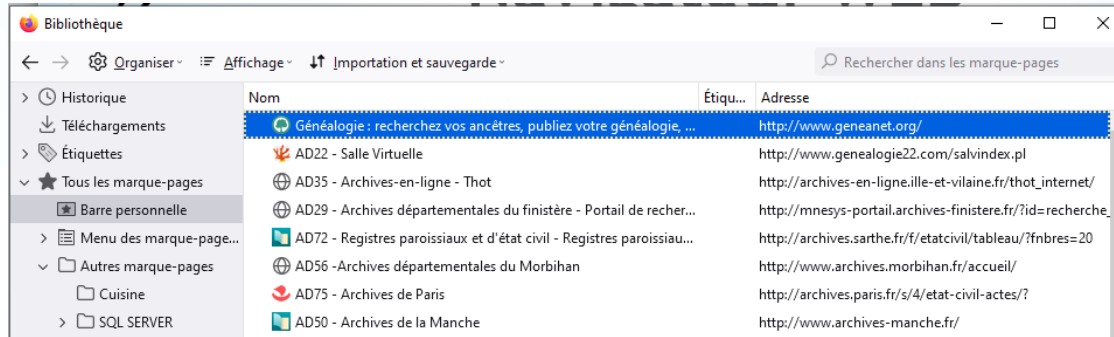 Bibliothèque
Organiser Affichage Importation et sauvegarde Rechercher dans les marque-pages
Historique
Téléchargements
Étiquettes
Tous les marque-pages
Barre personnelle
Menu des marque-page...
Autres marque-pages
Cuisine
SQL SERVER
Nom Étiqu... Adresse
Généalogie : recherchez vos ancêtres, publiez votre généalogie, ... http://www.geneanet.org/
AD22 - Salle Virtuelle http://www.genealogie22.com/salvindex.pl
AD35 - Archives-en-ligne - Thot http://archives-en-ligne.ille-et-vilaine.fr/thot_internet/
AD29 - Archives départementales du finistère - Portail de recher... http://mnesys-portail.archives-finistere.fr/?id=recherche_
AD72 - Registres paroissiaux et d'état civil - Registres paroissiau... http://archives.sarthe.fr/f/etatcivil/tableau/?fnbres=20
AD56 -Archives départementales du Morbihan http://www.archives.morbihan.fr/accueil/
AD75 - Archives de Paris http://archives.paris.fr/s/4/etat-civil-actes/?
AD50 - Archives de la Manche http://www.archives-manche.fr/